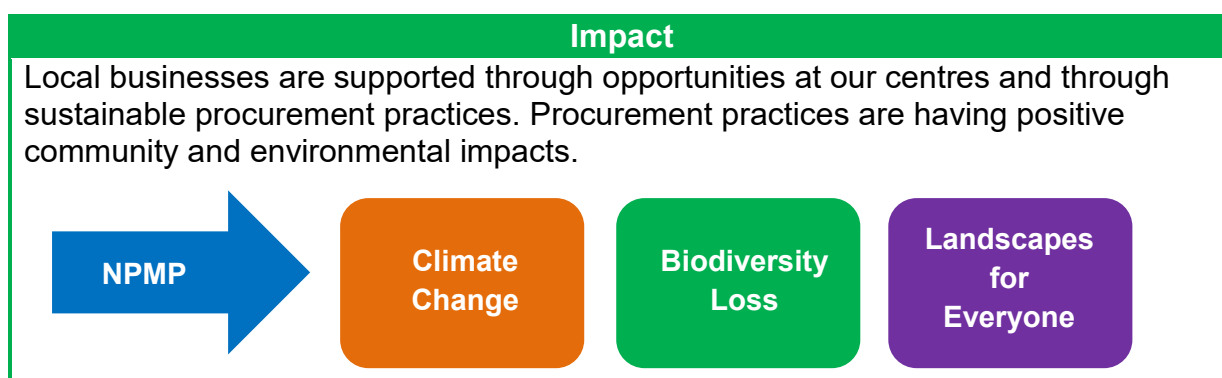 Impact
Local businesses are supported through opportunities at our centres and through
sustainable procurement practices. Procurement practices are having positive
community and environmental impacts.
NPMP
Climate
Change
Biodiversity
Loss
Landscapes
for
Everyone